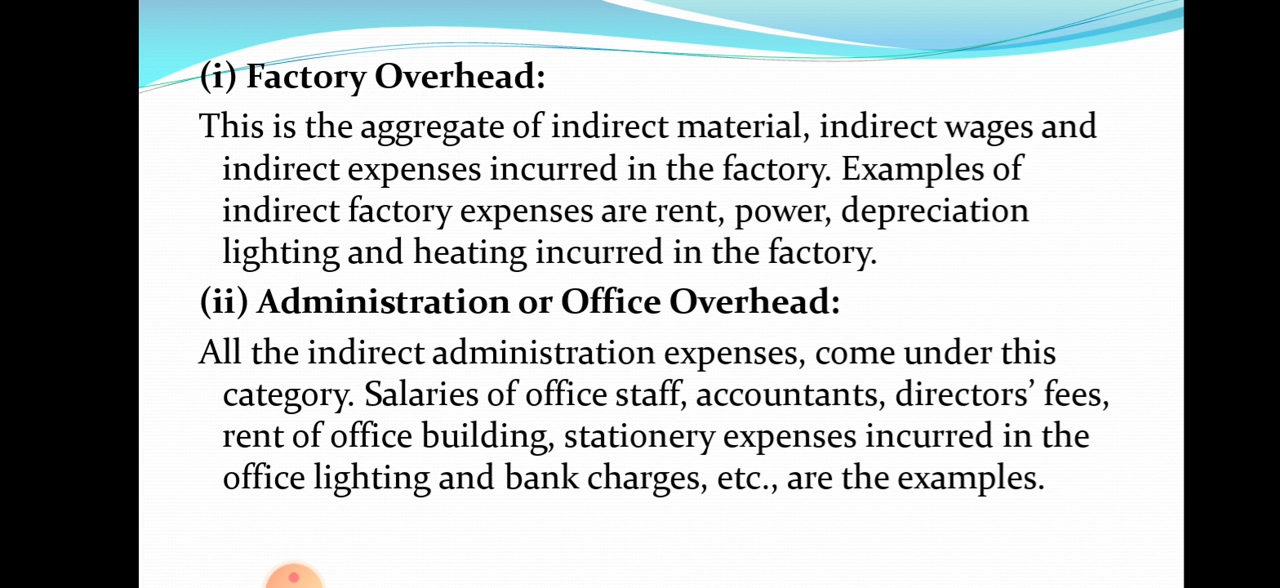 (i) Factory Overhead:
This is the aggregate of indirect material, indirect wages and
indirect expenses incurred in the factory. Examples of
indirect factory expenses are rent, power, depreciation
lighting and heating incurred in the factory.
(ii) Administration or Office Overhead:
All the indirect administration expenses, come under this
category. Salaries of office staff, accountants, directors’ fees,
rent of office building, stationery expenses incurred in the
office lighting and bank charges, etc., are the examples.